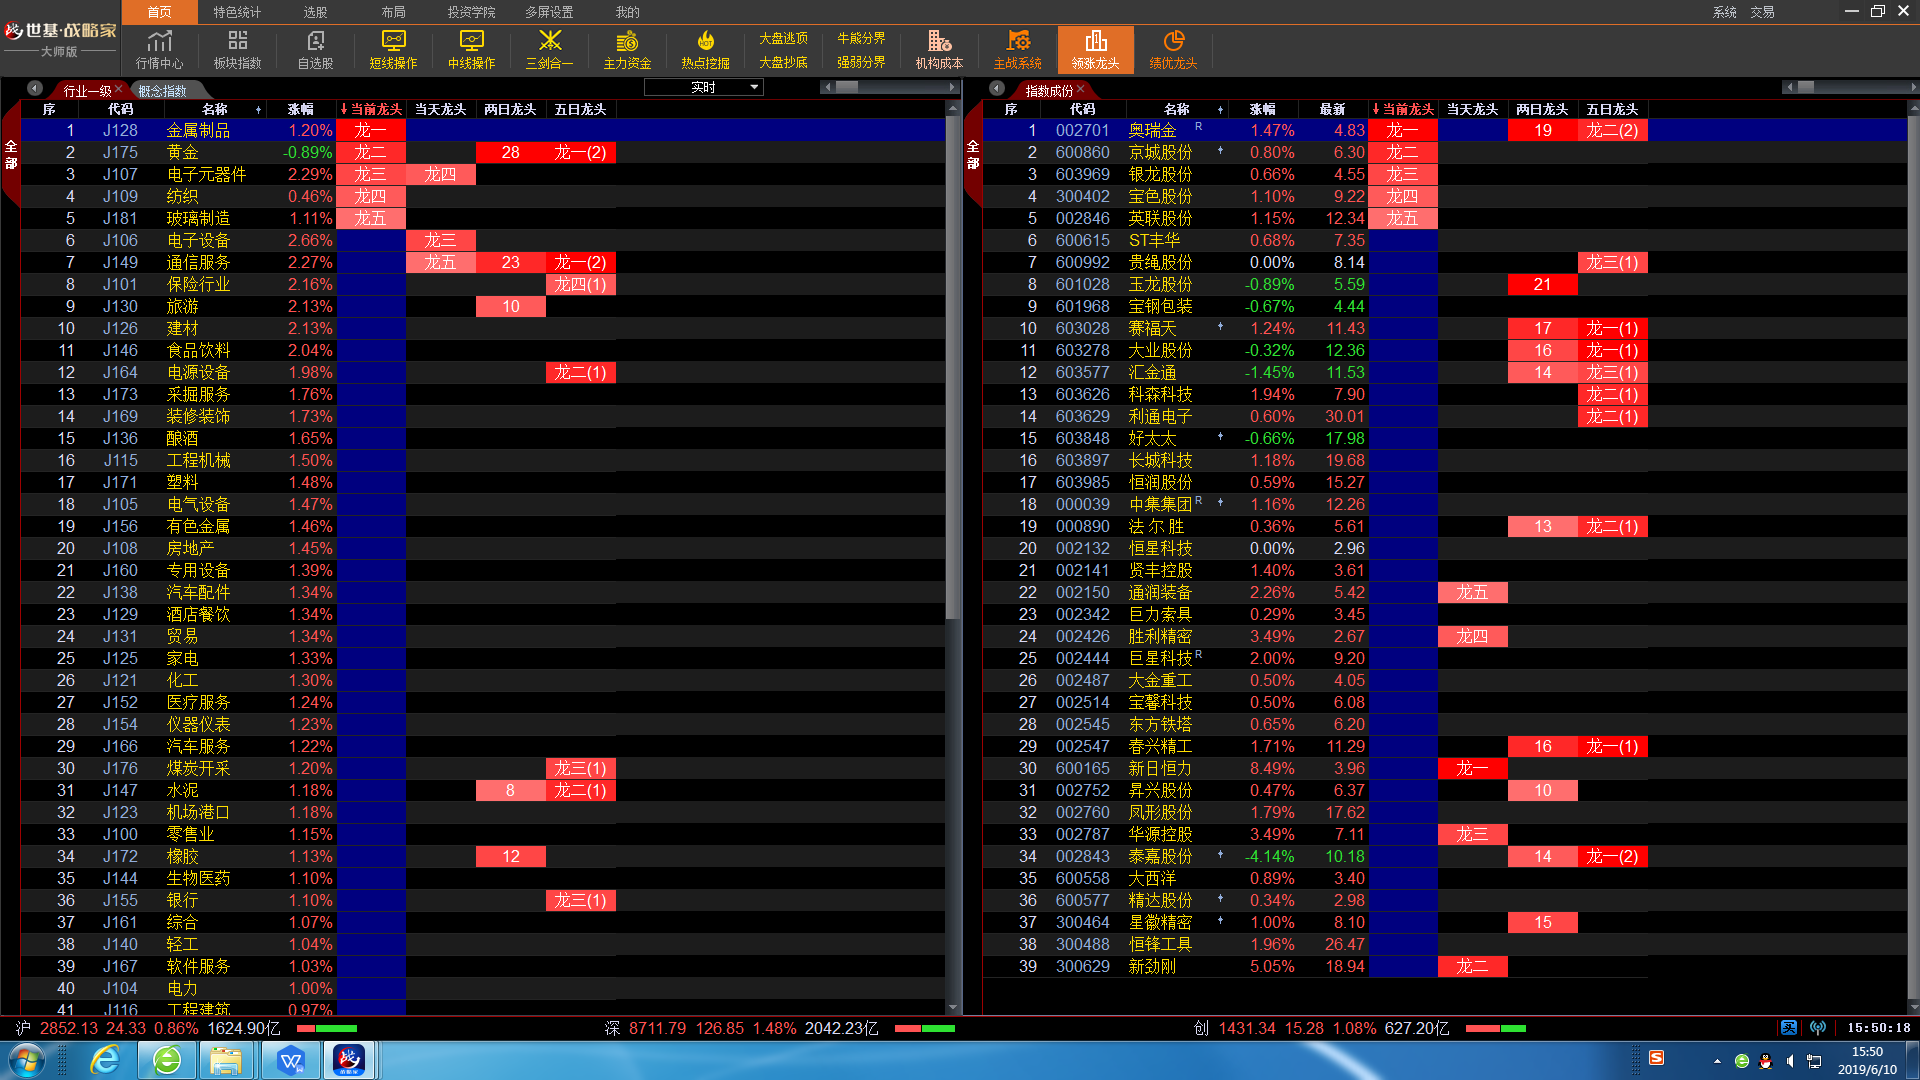 世基·战略家
大师版
首页 特色统计 选股 布局 投资学院 多屏设置 我的 系统 交易
行情中心 板块指数 自选股 短线操作 中线操作 三剑合一 主力资金 热点挖掘 大盘逃顶 大盘抄底 牛熊分界 强弱分界 机构成本 主战系统 领涨龙头 绩优龙头
行业一级 概念指数 实时
全部
序 代码 名称 涨幅 当前龙头 当天龙头 两日龙头 五日龙头
1 J128 金属制品 1.20% 龙一
2 J175 黄金 -0.89% 龙二 28 龙一(2)
3 J107 电子元器件 2.29% 龙三 龙四
4 J109 纺织 0.46% 龙四
5 J181 玻璃制造 1.11% 龙五
6 J106 电子设备 2.66% 龙三
7 J149 通信服务 2.27% 龙五 23 龙一(2)
8 J101 保险行业 2.16% 龙四(1)
9 J130 旅游 2.13% 10
10 J126 建材 2.13%
11 J146 食品饮料 2.04%
12 J164 电源设备 1.98% 龙二(1)
13 J173 采掘服务 1.76%
14 J169 装修装饰 1.73%
15 J136 酿酒 1.65%
16 J115 工程机械 1.50%
17 J171 塑料 1.48%
18 J105 电气设备 1.47%
19 J156 有色金属 1.46%
20 J108 房地产 1.45%
21 J160 专用设备 1.39%
22 J138 汽车配件 1.34%
23 J129 酒店餐饮 1.34%
24 J131 贸易 1.34%
25 J125 家电 1.33%
26 J121 化工 1.30%
27 J152 医疗服务 1.24%
28 J154 仪器仪表 1.23%
29 J166 汽车服务 1.22%
30 J176 煤炭开采 1.20% 龙三(1)
31 J147 水泥 1.18% 8 龙二(1)
32 J123 机场港口 1.18%
33 J100 零售业 1.15%
34 J172 橡胶 1.13% 12
35 J144 生物医药 1.10%
36 J155 银行 1.10% 龙三(1)
37 J161 综合 1.07%
38 J140 轻工 1.04%
39 J167 软件服务 1.03%
40 J104 电力 1.00%
41 J116 工程建筑 0.97%
指数成份
全部
序 代码 名称 涨幅 最新 当前龙头 当天龙头 两日龙头 五日龙头
1 002701 奥瑞金 R 1.47% 4.83 龙一 19 龙二(2)
2 600860 京城股份 0.80% 6.30 龙二
3 603969 银龙股份 0.66% 4.55 龙三
4 300402 宝色股份 1.10% 9.22 龙四
5 002846 英联股份 1.15% 12.34 龙五
6 600615 ST丰华 0.68% 7.35
7 600992 贵绳股份 0.00% 8.14 龙三(1)
8 601028 玉龙股份 -0.89% 5.59 21
9 601968 宝钢包装 -0.67% 4.44
10 603028 赛福天 1.24% 11.43 17 龙一(1)
11 603278 大业股份 -0.32% 12.36 16 龙一(1)
12 603577 汇金通 -1.45% 11.53 14 龙三(1)
13 603626 科森科技 1.94% 7.90 龙二(1)
14 603629 利通电子 0.60% 30.01 龙二(1)
15 603848 好太太 -0.66% 17.98
16 603897 长城科技 1.18% 19.68
17 603985 恒润股份 0.59% 15.27
18 000039 中集集团 R 1.16% 12.26
19 000890 法尔胜 0.36% 5.61 13 龙二(1)
20 002132 恒星科技 0.00% 2.96
21 002141 贤丰控股 1.40% 3.61
22 002150 通润装备 2.26% 5.42 龙五
23 002342 巨力索具 0.29% 3.45
24 002426 胜利精密 3.49% 2.67 龙四
25 002444 巨星科技 R 2.00% 9.20
26 002487 大金重工 0.50% 4.05
27 002514 宝馨科技 0.50% 6.08
28 002545 东方铁塔 0.65% 6.20
29 002547 春兴精工 1.71% 11.29 16 龙一(1)
30 600165 新日恒力 8.49% 3.96 龙一
31 002752 昇兴股份 0.47% 6.37 10
32 002760 凤形股份 1.79% 17.62
33 002787 华源控股 3.49% 7.11 龙三
34 002843 泰嘉股份 -4.14% 10.18 14 龙一(2)
35 600558 大西洋 0.89% 3.40
36 600577 精达股份 0.34% 2.98
37 300464 星徽精密 1.00% 8.10 15
38 300488 恒锋工具 1.96% 26.47
39 300629 新劲刚 5.05% 18.94 龙二
沪 2852.13 24.33 0.86% 1624.90亿 深 8711.79 126.85 1.48% 2042.23亿 创 1431.34 15.28 1.08% 627.20亿 买 15:50:18
15:50
2019/6/10